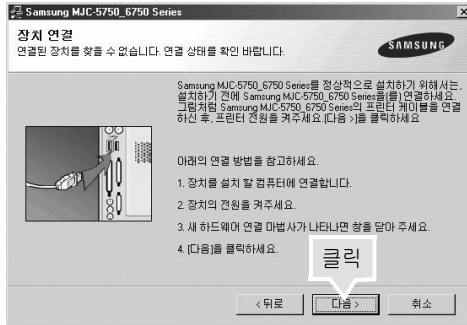 Samsung MJC-5750_6750 Series
장치 연결
연결된 장치를 찾을 수 없습니다. 연결 상태를 확인 바랍니다.
SAMSUNG
Samsung MJC-5750_6750 Series를 정상적으로 설치하기 위해서는,
설치하기 전에 Samsung MJC-5750_6750 Series을(를) 연결하세요.
그림처럼 Samsung MJC-5750_6750 Series의 프린터 케이블을 연결
하신 후, 프린터 전원을 켜주세요.[다음 >]을 클릭하세요
아래의 연결 방법을 참고하세요.
1. 장치를 설치 할 컴퓨터에 연결합니다.
2. 장치의 전원을 켜주세요.
3. 새 하드웨어 연결 마법사가 나타나면 창을 닫아 주세요.
4. [다음]을 클릭하세요.
클릭
< 뒤로
다음 >
취소